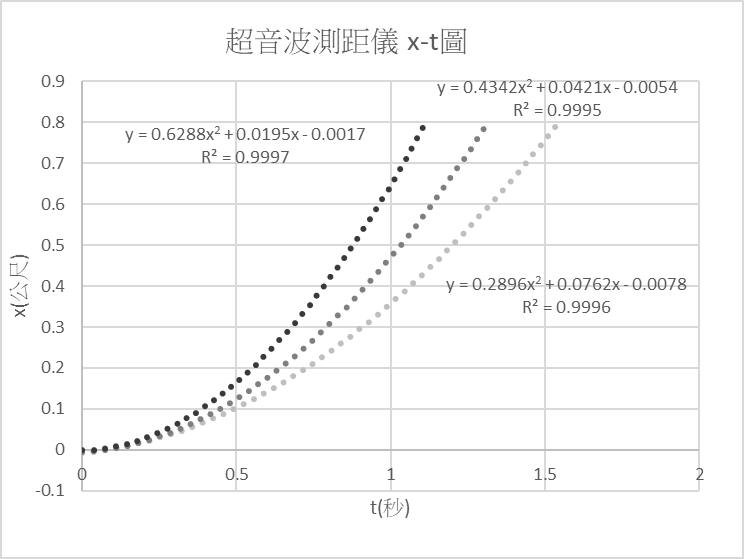 超音波測距儀 x-t圖
y = 0.4342x² + 0.0421x - 0.0054
R² = 0.9995
y = 0.6288x² + 0.0195x - 0.0017
R² = 0.9997
y = 0.2896x² + 0.0762x - 0.0078
R² = 0.9996
x(公尺)
0.9
0.8
0.7
0.6
0.5
0.4
0.3
0.2
0.1
0
-0.1
0
0.5
1
1.5
2
t(秒)